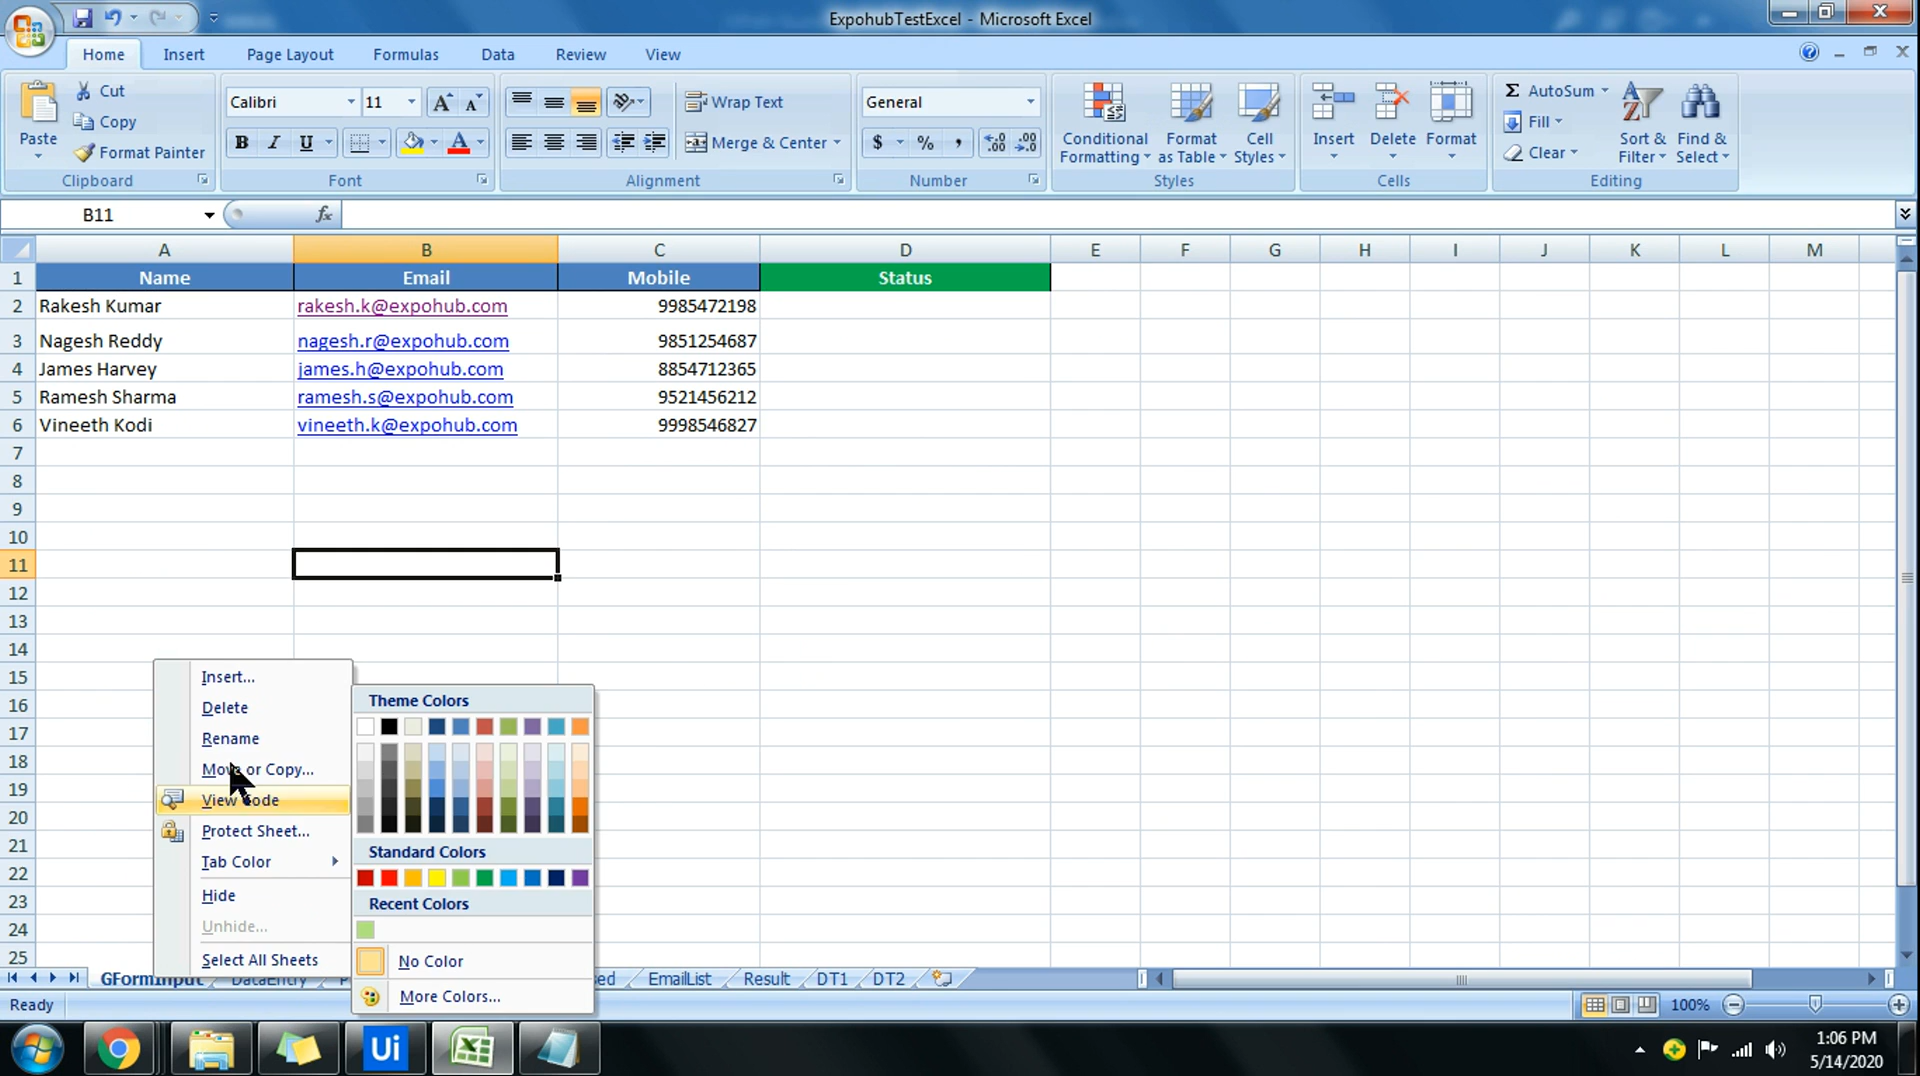 ExpohubTestExcel - Microsoft Excel
Home Insert Page Layout Formulas Data Review View
Paste
Cut
Copy
Format Painter
Clipboard
Calibri 11
B I U
A
Font
Wrap Text
Merge & Center
Alignment
General
$ % ,
Number
Conditional Formatting
Format as Table
Cell Styles
Styles
Insert Delete Format
Cells
Σ AutoSum
Fill
Clear
Sort & Filter
Find & Select
Editing
B11 fx
A B C D E F G H I J K L M
1 Name Email Mobile Status
2 Rakesh Kumar rakesh.k@expohub.com 9985472198
3 Nagesh Reddy nagesh.r@expohub.com 9851254687
4 James Harvey james.h@expohub.com 8854712365
5 Ramesh Sharma ramesh.s@expohub.com 9521456212
6 Vineeth Kodi vineeth.k@expohub.com 9998546827
7
8
9
10
11
12
13
14
15
16
17
18
19
20
21
22
23
24
25
Insert...
Delete
Rename
Move or Copy...
View Code
Protect Sheet...
Tab Color
Hide
Unhide...
Select All Sheets
Theme Colors
Standard Colors
Recent Colors
No Color
More Colors...
GFormInput DataEntry EmailList Result DT1 DT2
Ready 100%
Ui
1:06 PM
5/14/2020